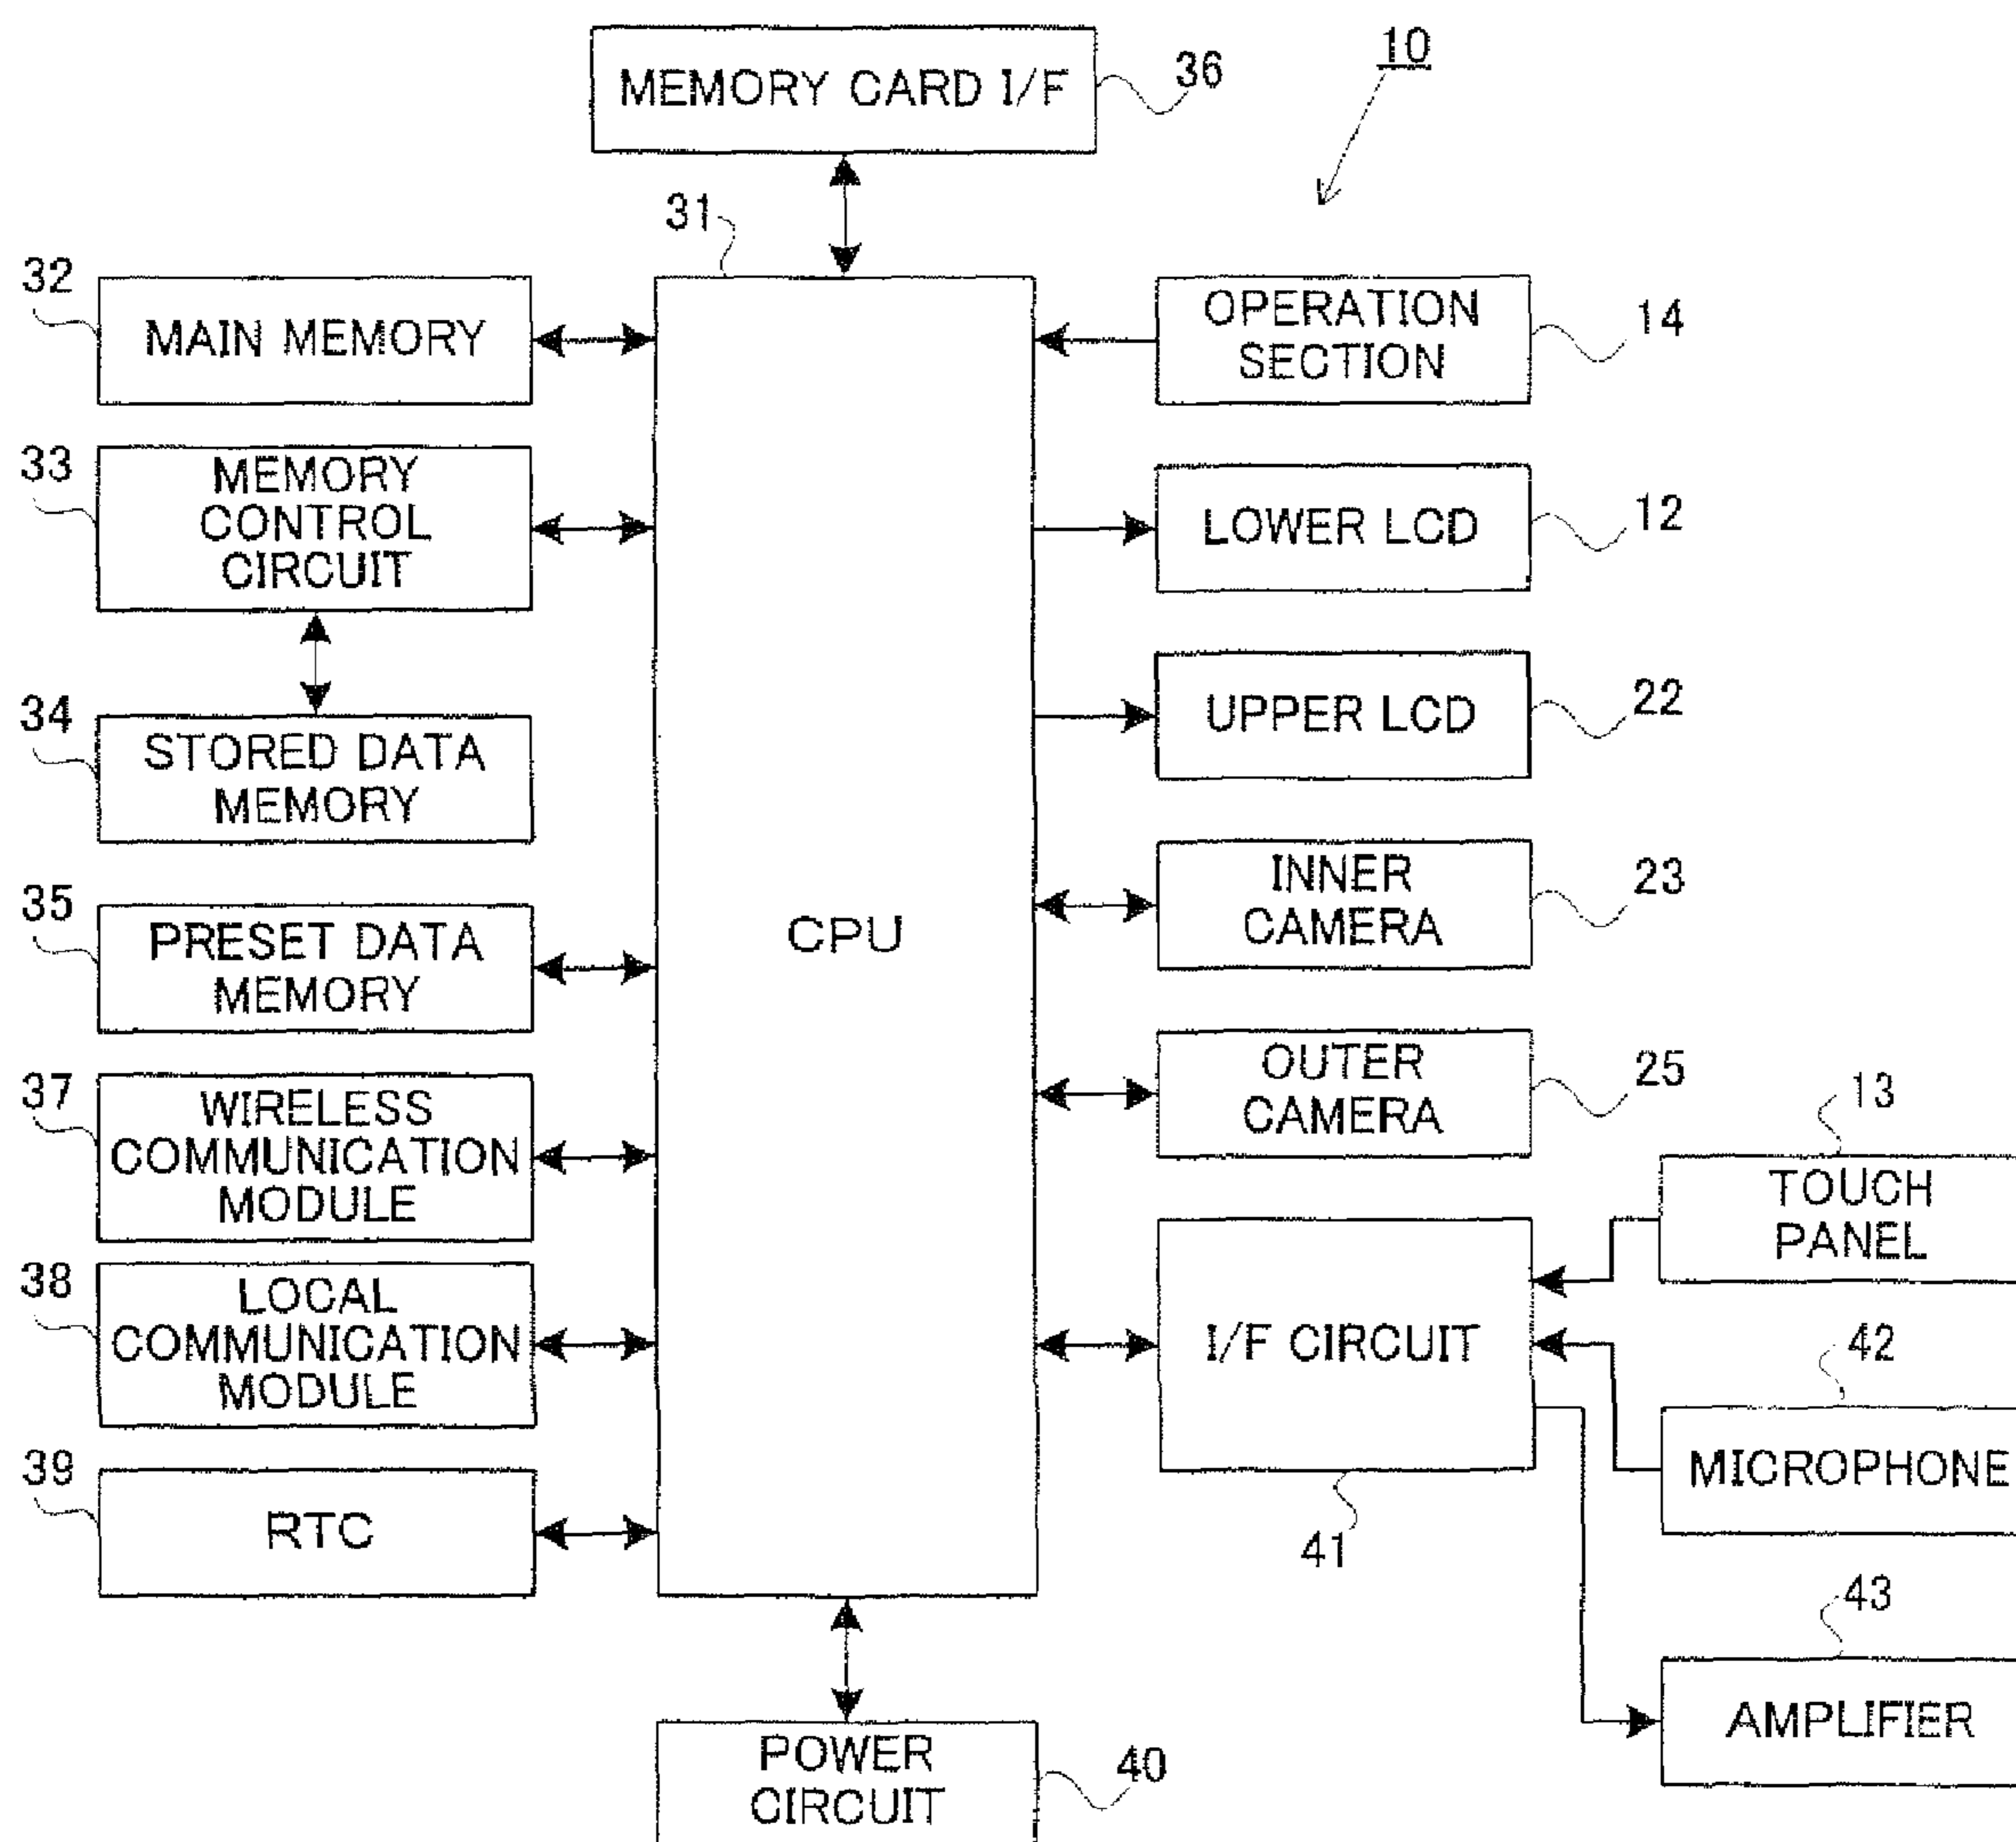 MEMORY CARD I/F
36
10
31
32
MAIN MEMORY
OPERATION
SECTION
14
33
MEMORY
CONTROL
CIRCUIT
LOWER LCD
12
34
STORED DATA
MEMORY
UPPER LCD
22
35
PRESET DATA
MEMORY
CPU
INNER
CAMERA
23
37
WIRELESS
COMMUNICATION
MODULE
OUTER
CAMERA
25
13
TOUCH
PANEL
38
LOCAL
COMMUNICATION
MODULE
I/F CIRCUIT
41
42
MICROPHONE
39
RTC
43
AMPLIFIER
POWER
CIRCUIT
40